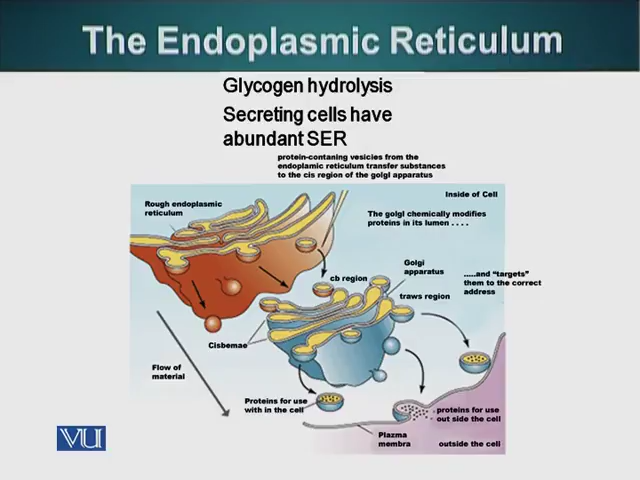 The Endoplasmic Reticulum
Glycogen hydrolysis
Secreting cells have
abundant SER
protein-contaning vesicies from the
endoplamic reticulum transfer substances
to the cis region of the golgi apparatus
Inside of Cell
Rough endoplasmic
reticulum
The golgi chemically modifies
proteins in its lumen . . . .
Golgi
apparatus
.....and “targets”
them to the correct
address
cb region
traws region
Cisbemae
Flow of
material
Proteins for use
with in the cell
proteins for use
out side the cell
Plazma
membra
outside the cell
VU